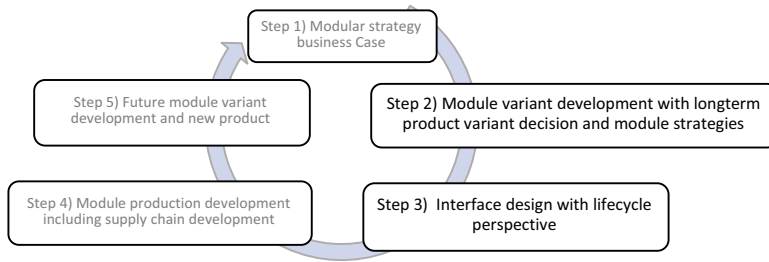 Step 1) Modular strategy
business Case
Step 2) Module variant development with longterm
product variant decision and module strategies
Step 3) Interface design with lifecycle
perspective
Step 4) Module production development
including supply chain development
Step 5) Future module variant
development and new product